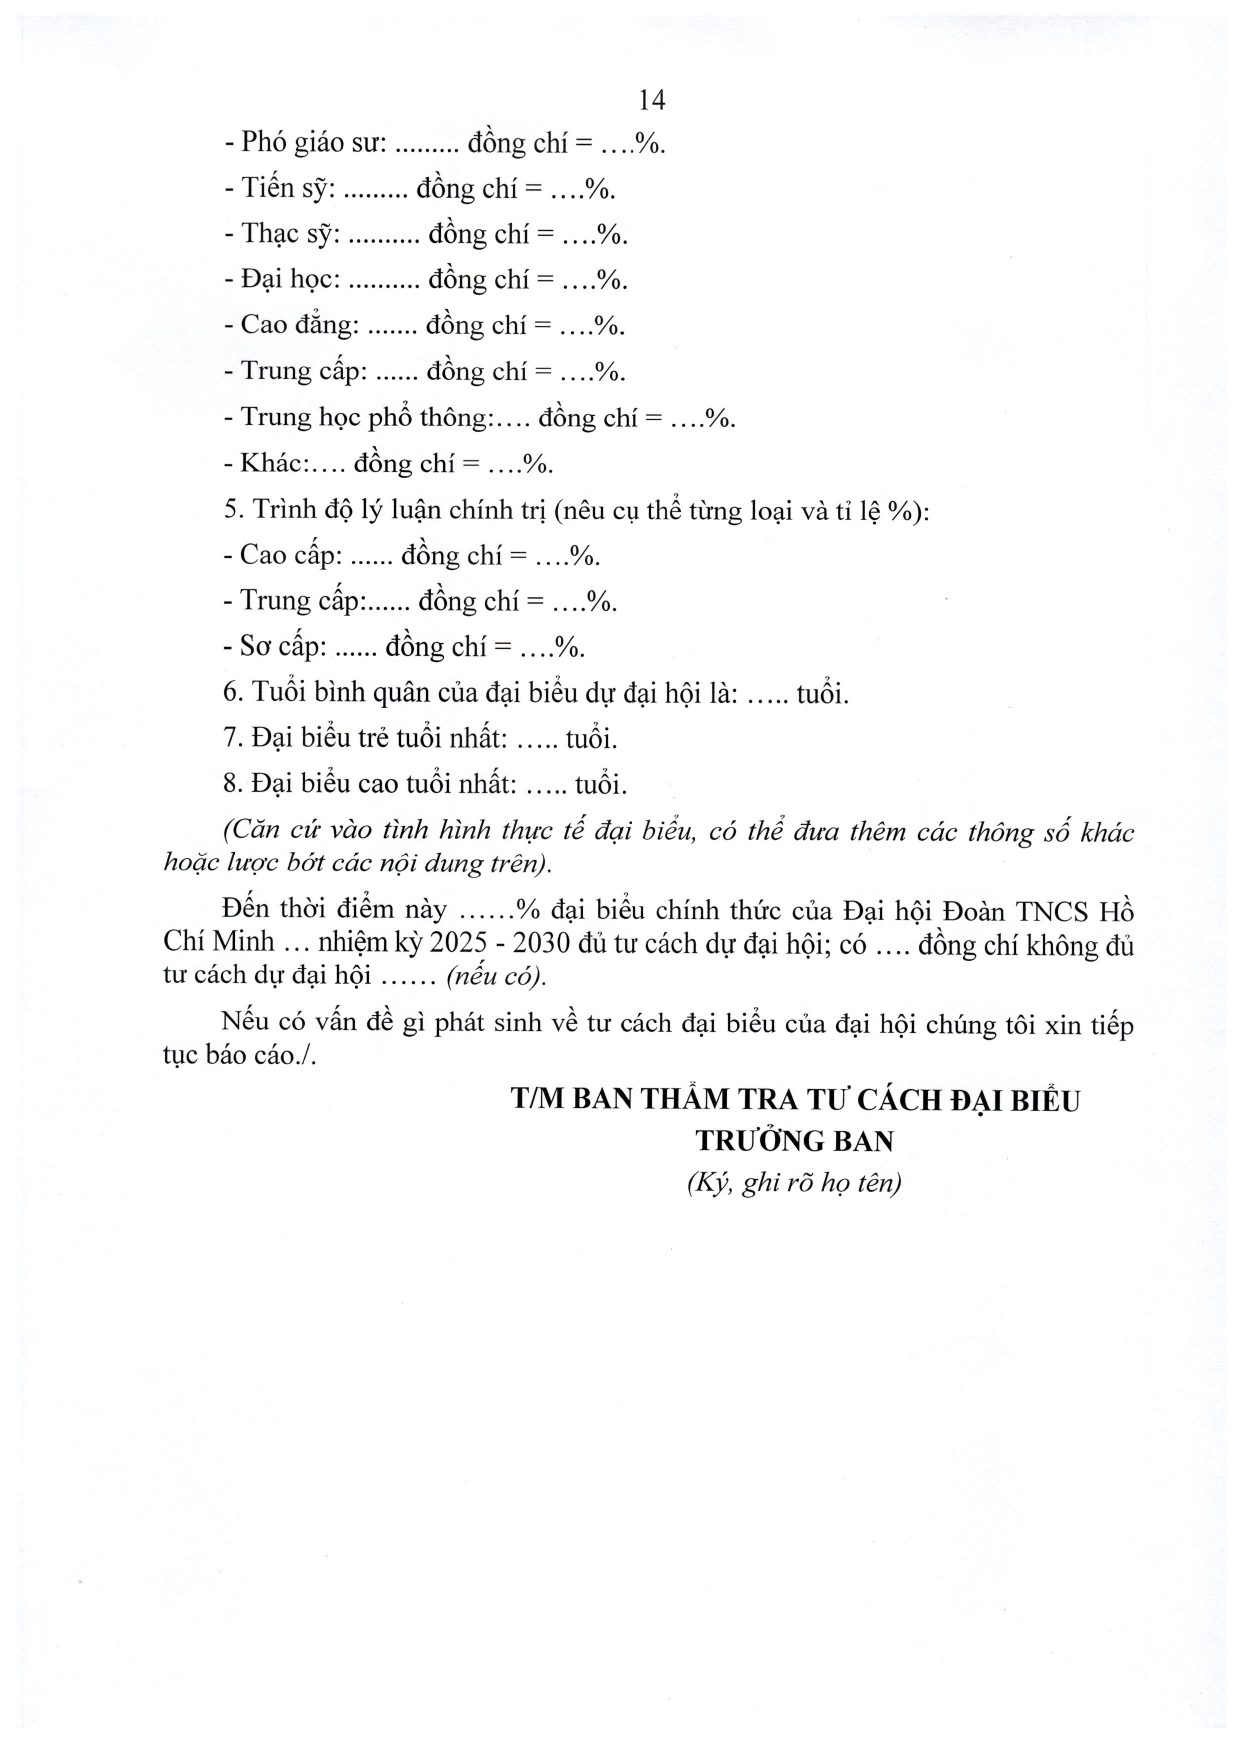 14
- Phó giáo sư: ......... đồng chí = ….%.
- Tiến sỹ: ......... đồng chí = ….%.
- Thạc sỹ: .......... đồng chí = ….%.
- Đại học: .......... đồng chí = ….%.
- Cao đẳng: ....... đồng chí = ….%.
- Trung cấp: ...... đồng chí = ….%.
- Trung học phổ thông:…. đồng chí = ….%.
- Khác:…. đồng chí = ….%.
5. Trình độ lý luận chính trị (nêu cụ thể từng loại và tỉ lệ %):
- Cao cấp: ...... đồng chí = ….%.
- Trung cấp:...... đồng chí = ….%.
- Sơ cấp: ...... đồng chí = ….%.
6. Tuổi bình quân của đại biểu dự đại hội là: ….. tuổi.
7. Đại biểu trẻ tuổi nhất: ….. tuổi.
8. Đại biểu cao tuổi nhất: ….. tuổi.
(Căn cứ vào tình hình thực tế đại biểu, có thể đưa thêm các thông số khác
hoặc lược bớt các nội dung trên).
Đến thời điểm này ……% đại biểu chính thức của Đại hội Đoàn TNCS Hồ
Chí Minh … nhiệm kỳ 2025 - 2030 đủ tư cách dự đại hội; có …. đồng chí không đủ
tư cách dự đại hội …… (nếu có).
Nếu có vấn đề gì phát sinh về tư cách đại biểu của đại hội chúng tôi xin tiếp
tục báo cáo./.
T/M BAN THẨM TRA TƯ CÁCH ĐẠI BIỂU
TRƯỞNG BAN
(Ký, ghi rõ họ tên)